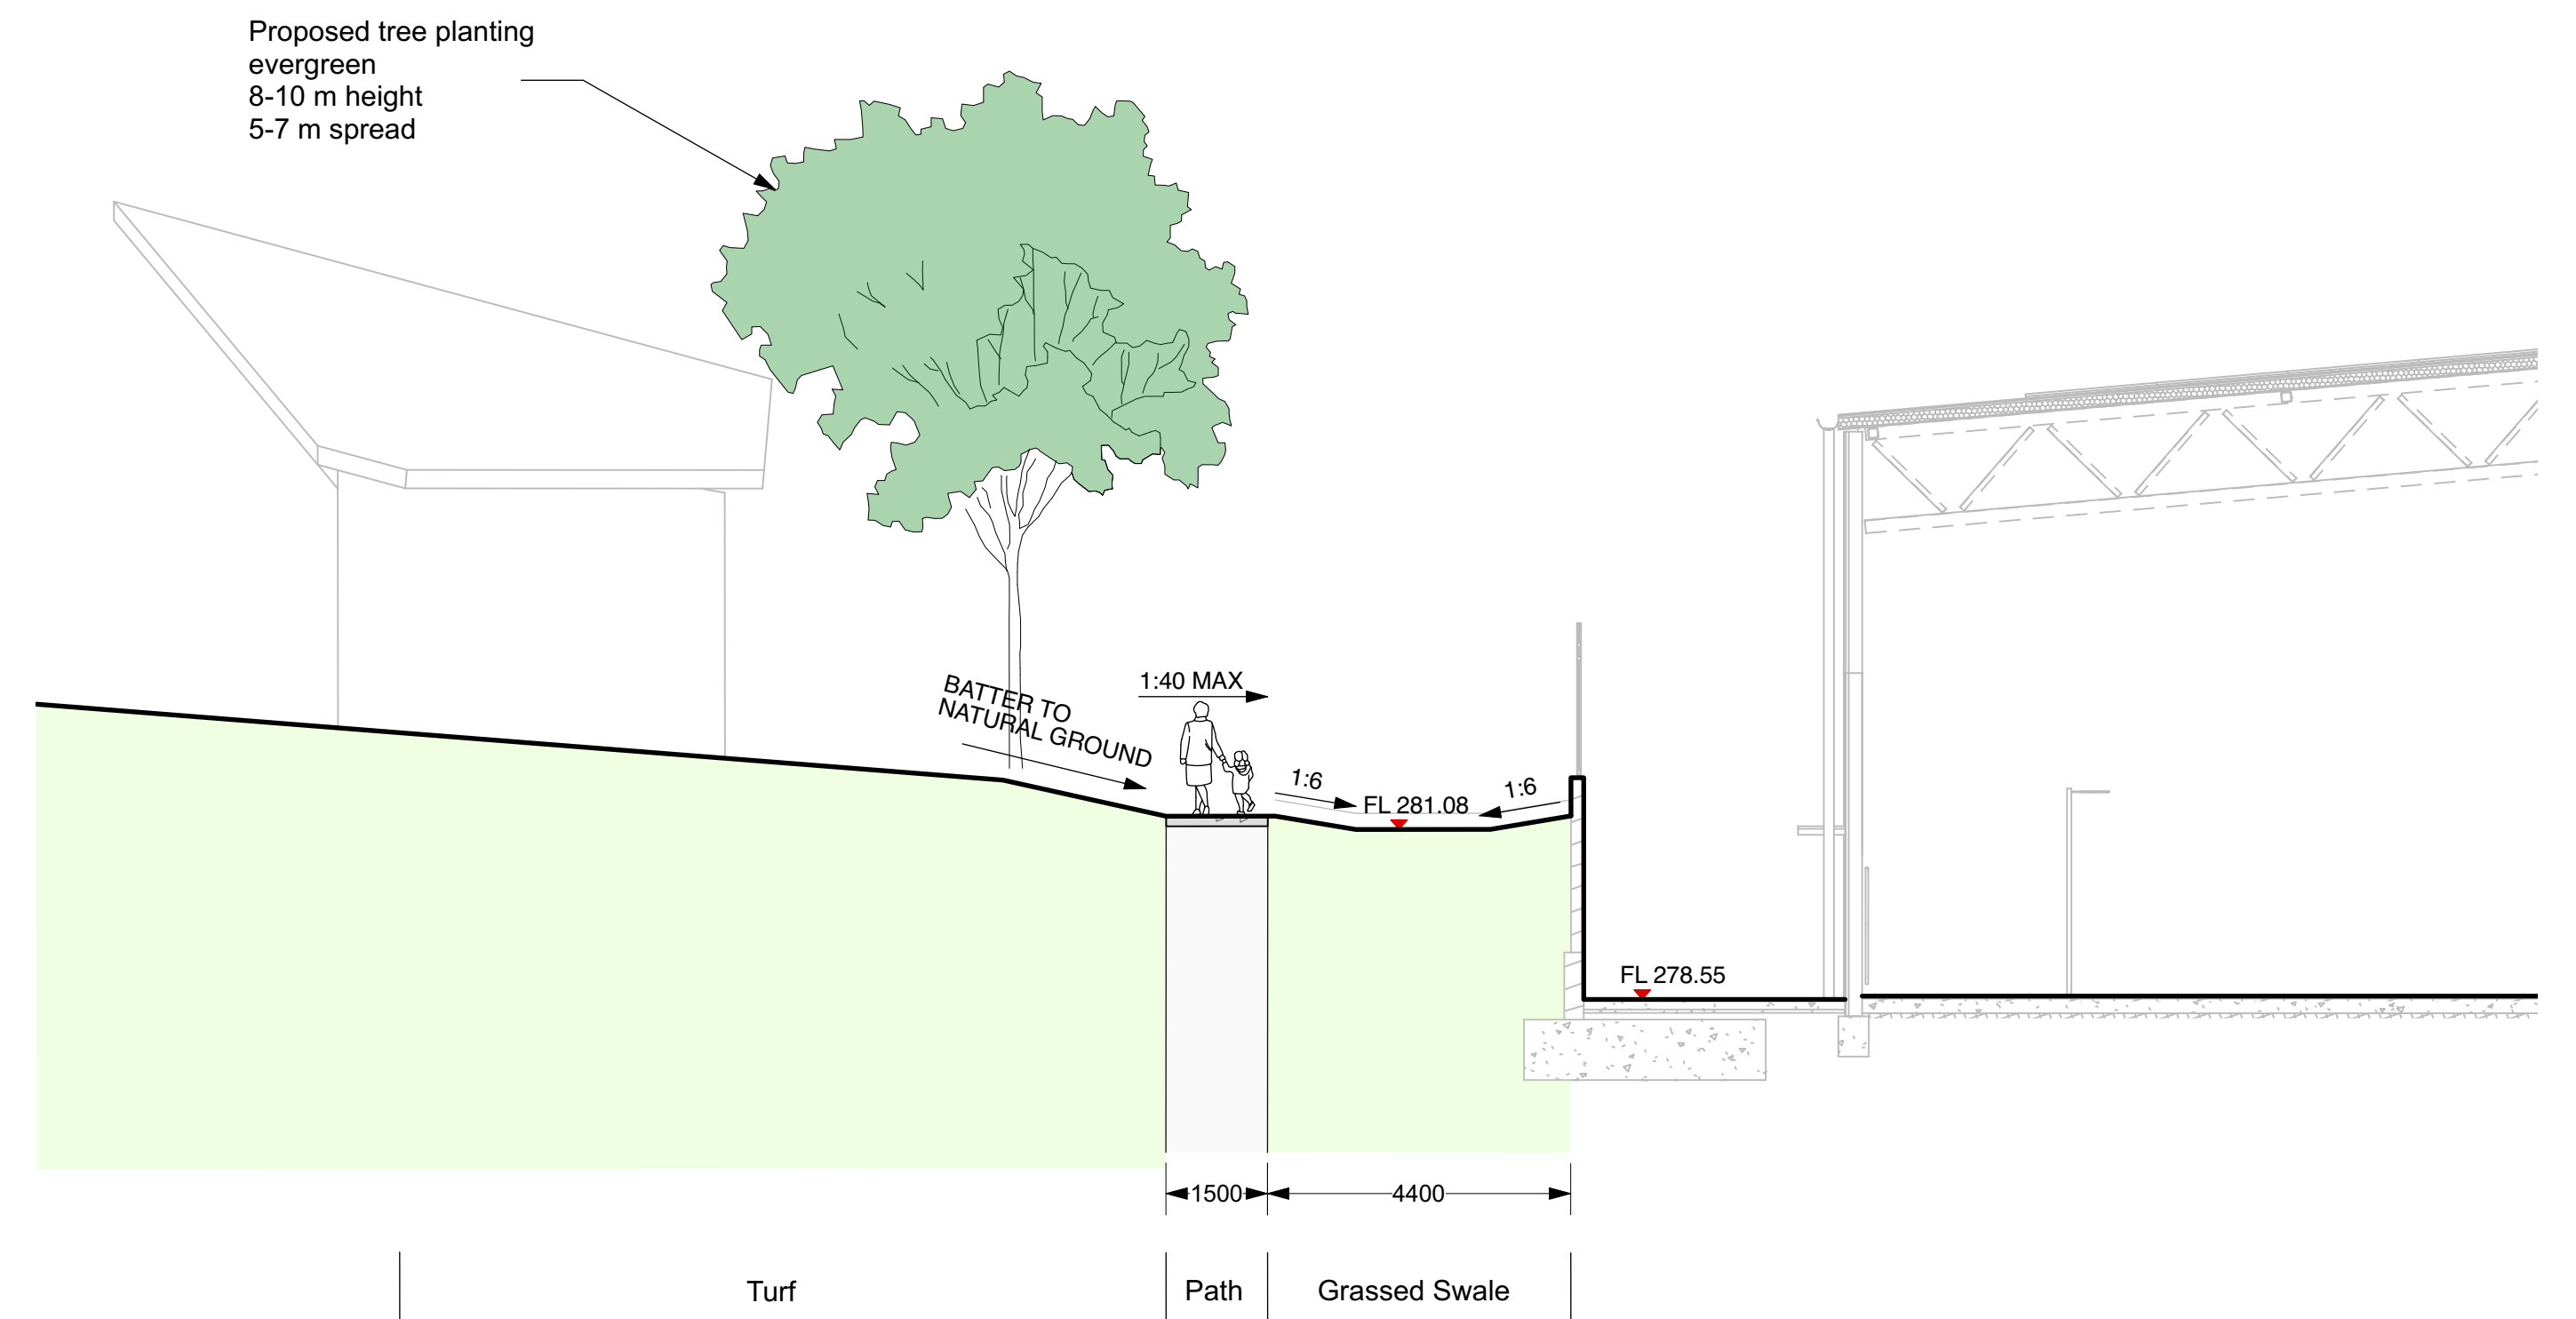 Proposed tree planting
evergreen
8-10 m height
5-7 m spread
BATTER TO
NATURAL GROUND
1:40 MAX
1:6
FL 281.08
1:6
FL 278.55
1500
4400
Turf
Path
Grassed Swale